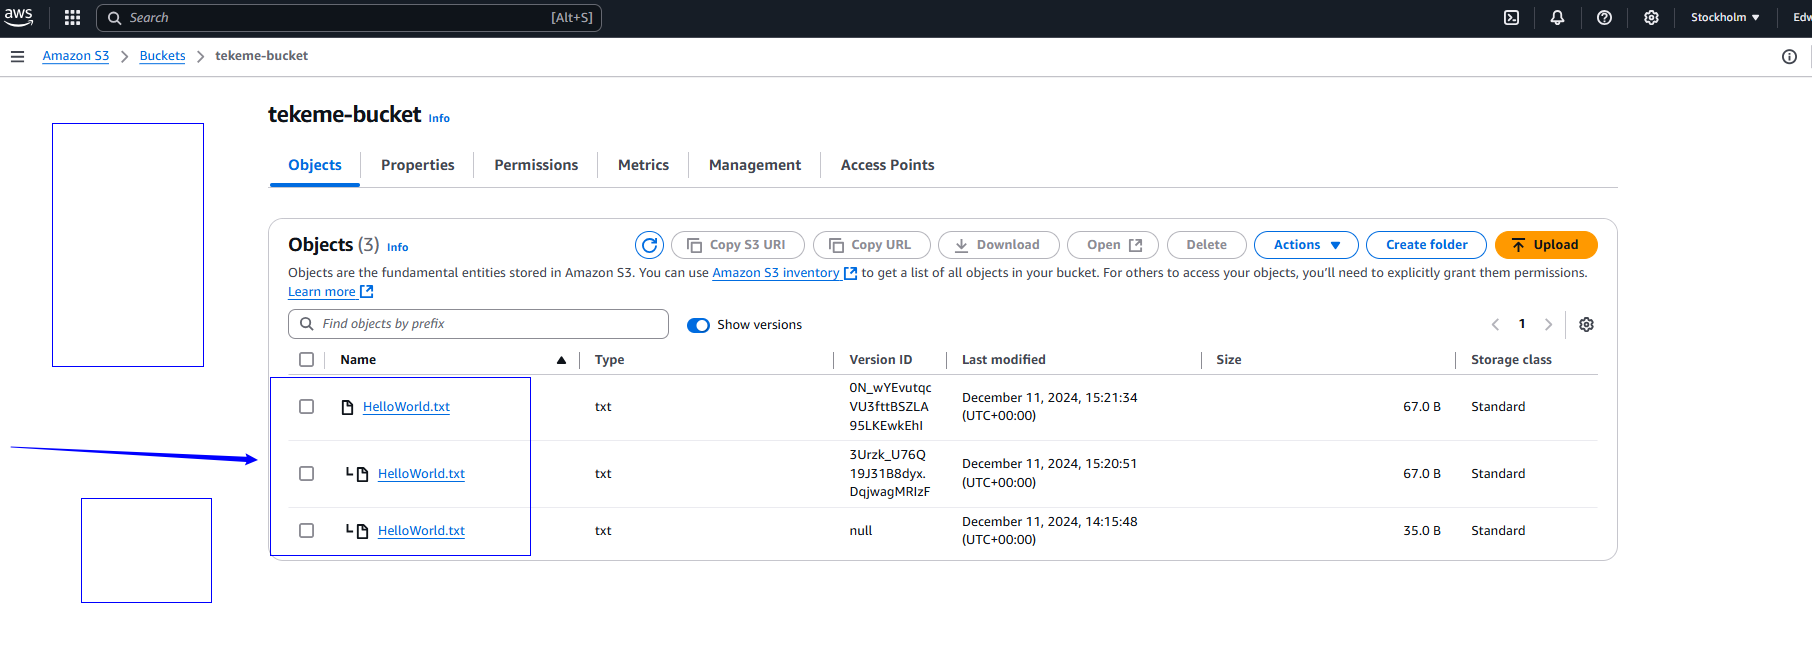 aws Search [Alt+S] Stockholm Edw
Amazon S3 Buckets tekeme-bucket
tekeme-bucket Info
Objects Properties Permissions Metrics Management Access Points
Objects (3) Info Copy S3 URI Copy URL Download Open Delete Actions Create folder Upload
Objects are the fundamental entities stored in Amazon S3. You can use Amazon S3 inventory to get a list of all objects in your bucket. For others to access your objects, you'll need to explicitly grant them permissions.
Learn more
Find objects by prefix Show versions 1
Name Type Version ID Last modified Size Storage class
HelloWorld.txt txt 0N_wYEvutqc
VU3fttBSZLA
95LKEwkEhI December 11, 2024, 15:21:34
(UTC+00:00) 67.0 B Standard
HelloWorld.txt txt 3Urzk_U76Q
19J31B8dyx.
DqjwagMRIzF December 11, 2024, 15:20:51
(UTC+00:00) 67.0 B Standard
HelloWorld.txt txt null December 11, 2024, 14:15:48
(UTC+00:00) 35.0 B Standard